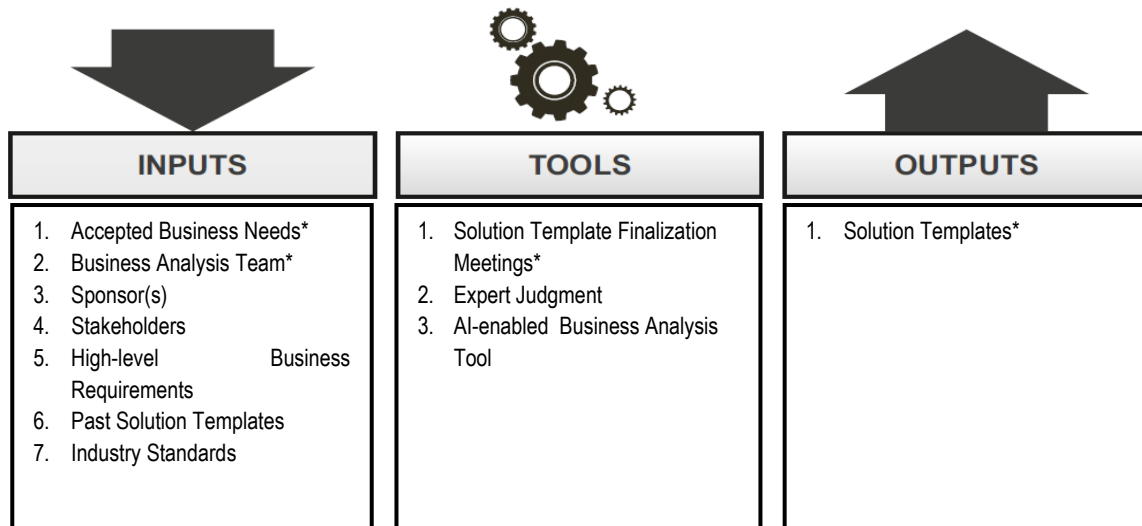 INPUTS
1. Accepted Business Needs*
2. Business Analysis Team*
3. Sponsor(s)
4. Stakeholders
5. High-level Business
Requirements
6. Past Solution Templates
7. Industry Standards
TOOLS
1. Solution Template Finalization
Meetings*
2. Expert Judgment
3. AI-enabled Business Analysis
Tool
OUTPUTS
1. Solution Templates*